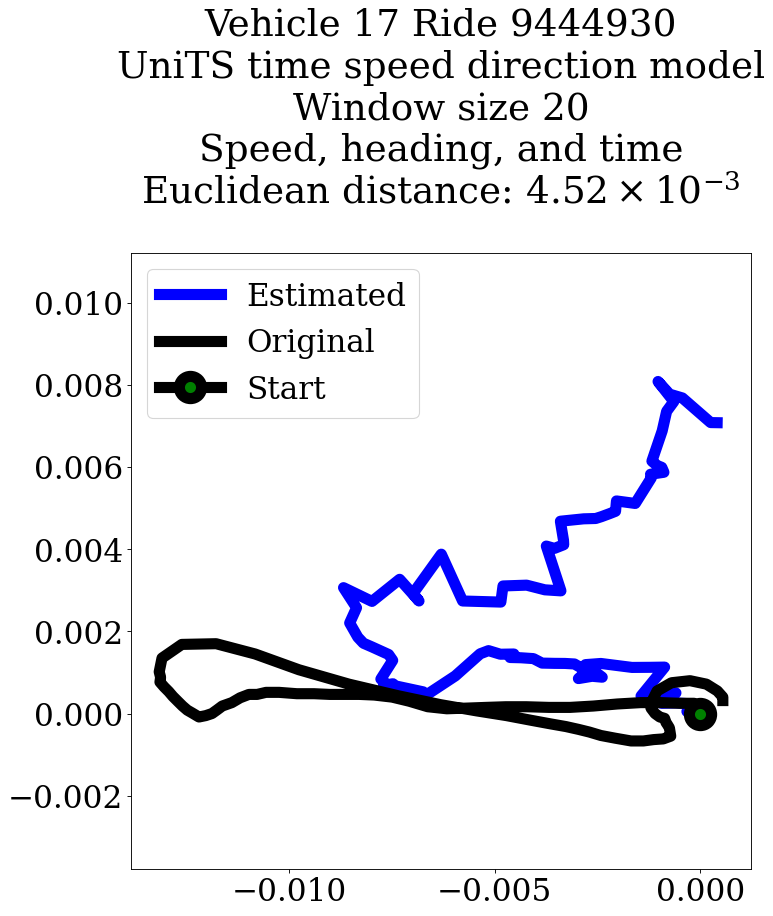 Vehicle 17 Ride 9444930
UniTS time speed direction model
Window size 20
Speed, heading, and time
Euclidean distance: 4.52 × 10⁻³
Estimated
Original
Start
0.010
0.008
0.006
0.004
0.002
0.000
−0.002
−0.010 −0.005 0.000